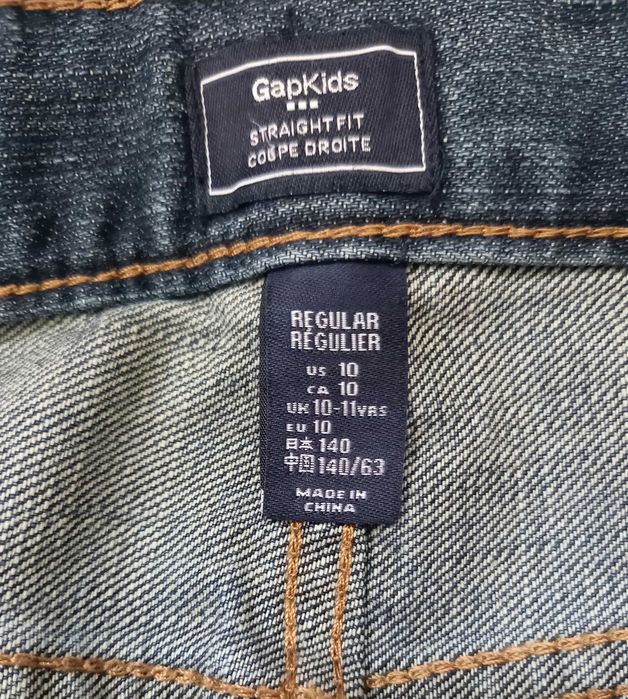 GapKids
STRAIGHT FIT
COUPE DROITE
REGULAR
RÉGULIER
US 10
CA 10
UK 10-11YRS
EU 10
日本 140
中国 140/63
MADE IN
CHINA